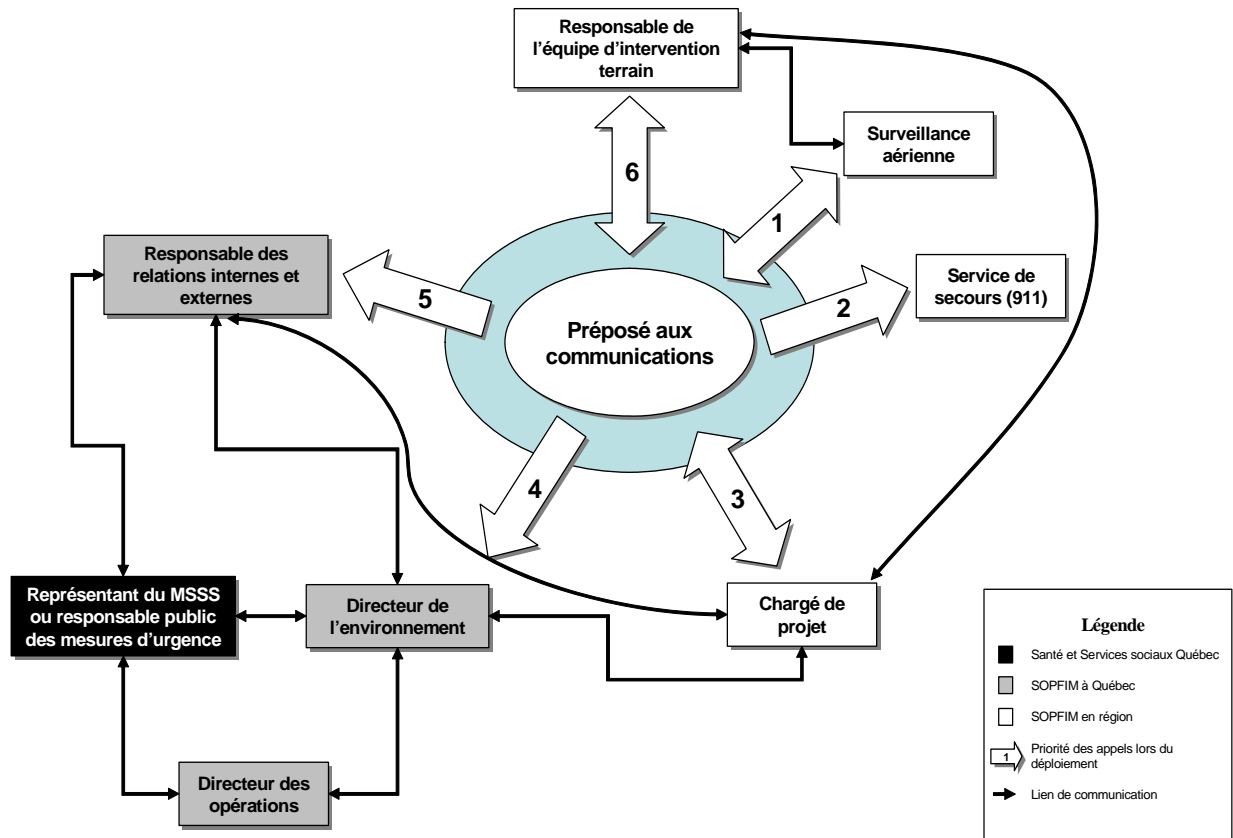 Responsable de
l'équipe d'intervention
terrain
Surveillance
aérienne
6
1
Responsable des
relations internes et
externes
Service de
secours (911)
5
2
Préposé aux
communications
4
3
Représentant du MSSS
ou responsable public
des mesures d'urgence
Directeur de
l'environnement
Chargé de
projet
Directeur des
opérations
Légende
Santé et Services sociaux Québec
SOPFIM à Québec
SOPFIM en région
1
Priorité des appels lors du
déploiement
Lien de communication